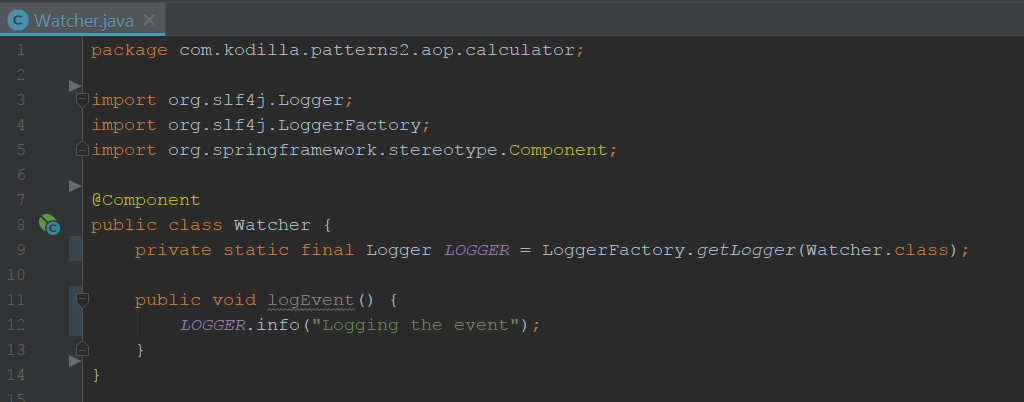 Watcher.java
1 package com.kodilla.patterns2.aop.calculator;
2
3 import org.slf4j.Logger;
4 import org.slf4j.LoggerFactory;
5 import org.springframework.stereotype.Component;
6
7 @Component
8 public class Watcher {
9 private static final Logger LOGGER = LoggerFactory.getLogger(Watcher.class);
10
11 public void logEvent() {
12 LOGGER.info("Logging the event");
13 }
14 }
15